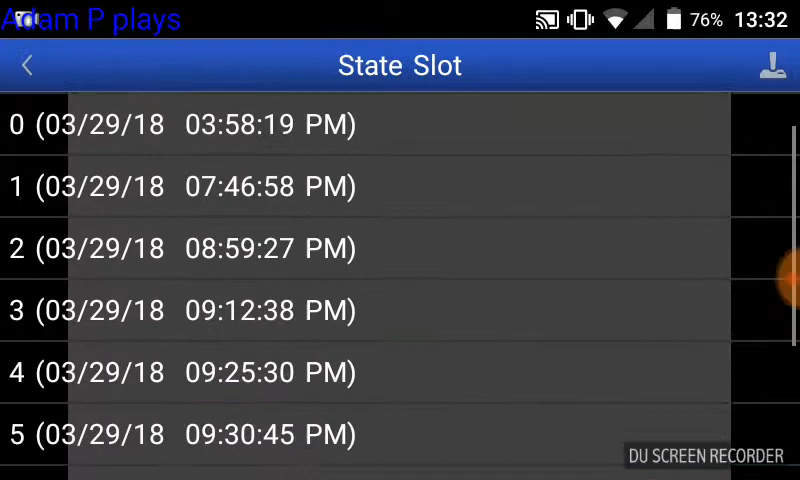 Adam P plays
76% 13:32
State Slot
0 (03/29/18 03:58:19 PM)
1 (03/29/18 07:46:58 PM)
2 (03/29/18 08:59:27 PM)
3 (03/29/18 09:12:38 PM)
4 (03/29/18 09:25:30 PM)
5 (03/29/18 09:30:45 PM)
DU SCREEN RECORDER